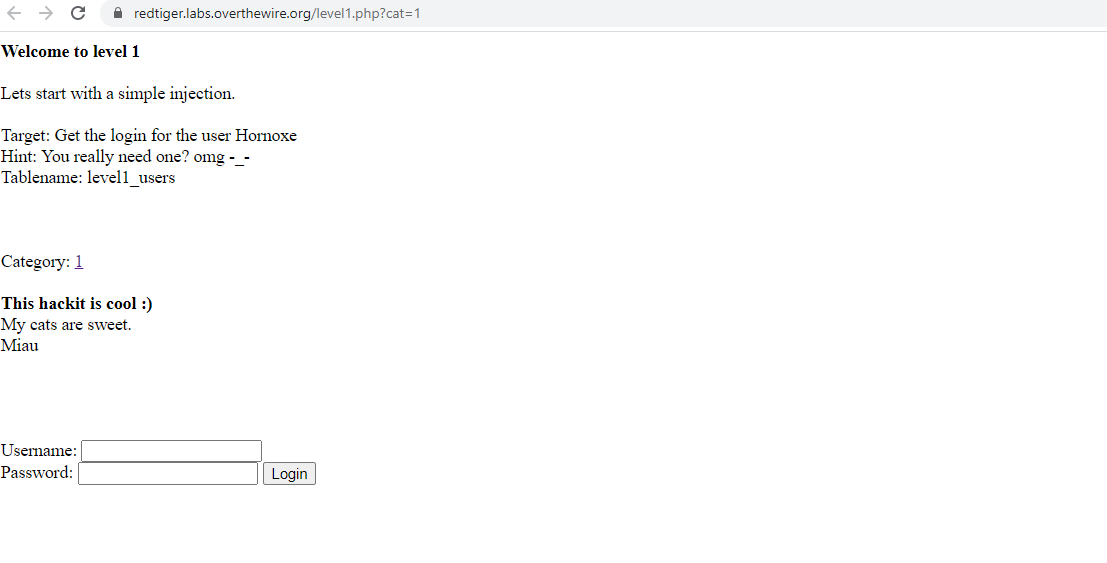 redtiger.labs.overthewire.org/level1.php?cat=1
Welcome to level 1
Lets start with a simple injection.
Target: Get the login for the user Hornoxe
Hint: You really need one? omg -_-
Tablename: level1_users
Category: 1
This hackit is cool :)
My cats are sweet.
Miau
Username:
Password: Login